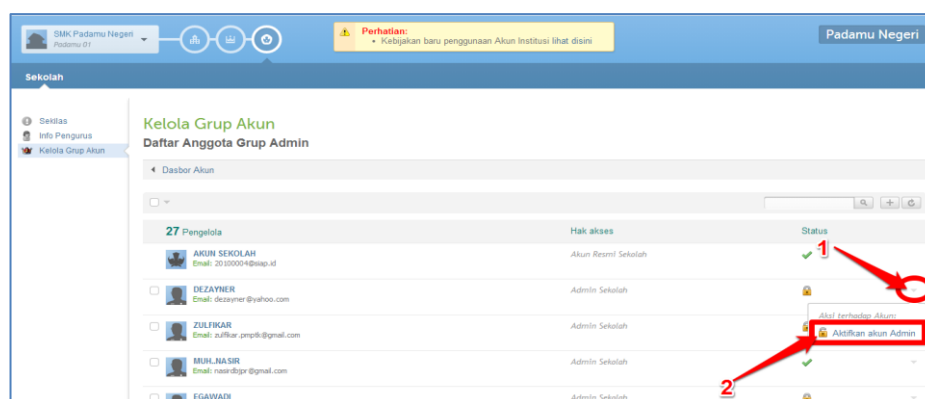 SMK Padamu Negeri
Padamu 01
Perhatian:
• Kebijakan baru penggunaan Akun Institusi lihat disini
Padamu Negeri
Sekolah
Sekilas
Info Pengurus
Kelola Grup Akun
Kelola Grup Akun
Daftar Anggota Grup Admin
Dasbor Akun
27 Pengelola
Hak akses
Status
AKUN SEKOLAH
Email: 20100004@siap.id
Akun Resmi Sekolah
1
DEZAYNER
Email: dezayner@yahoo.com
Admin Sekolah
Aksi terhadap Akun:
Aktifkan akun Admin
ZULFIKAR
Email: zulfikar.pmptk@gmail.com
Admin Sekolah
MUH..NASIR
Email: nasirdbjpr@gmail.com
Admin Sekolah
2
EGAWADI
Admin Sekolah